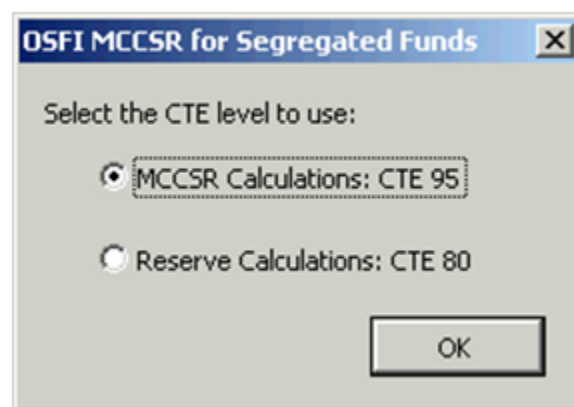 OSFI MCCSR for Segregated Funds
Select the CTE level to use:
MCCSR Calculations: CTE 95
Reserve Calculations: CTE 80
OK